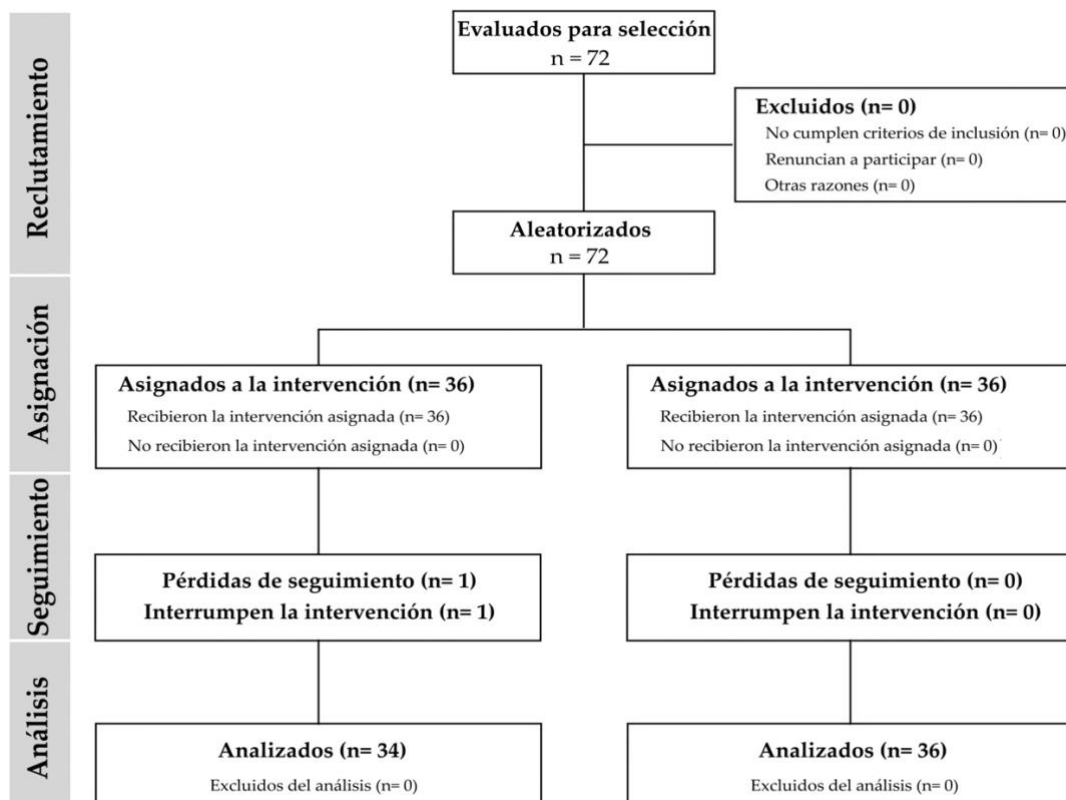 Reclutamiento
Evaluados para selección
n = 72
Excluidos (n= 0)
No cumplen criterios de inclusión (n= 0)
Renuncian a participar (n= 0)
Otras razones (n= 0)
Aleatorizados
n = 72
Asignación
Asignados a la intervención (n= 36)
Recibieron la intervención asignada (n= 36)
No recibieron la intervención asignada (n= 0)
Asignados a la intervención (n= 36)
Recibieron la intervención asignada (n= 36)
No recibieron la intervención asignada (n= 0)
Seguimiento
Pérdidas de seguimiento (n= 1)
Interrumpen la intervención (n= 1)
Pérdidas de seguimiento (n= 0)
Interrumpen la intervención (n= 0)
Análisis
Analizados (n= 34)
Excluidos del análisis (n= 0)
Analizados (n= 36)
Excluidos del análisis (n= 0)